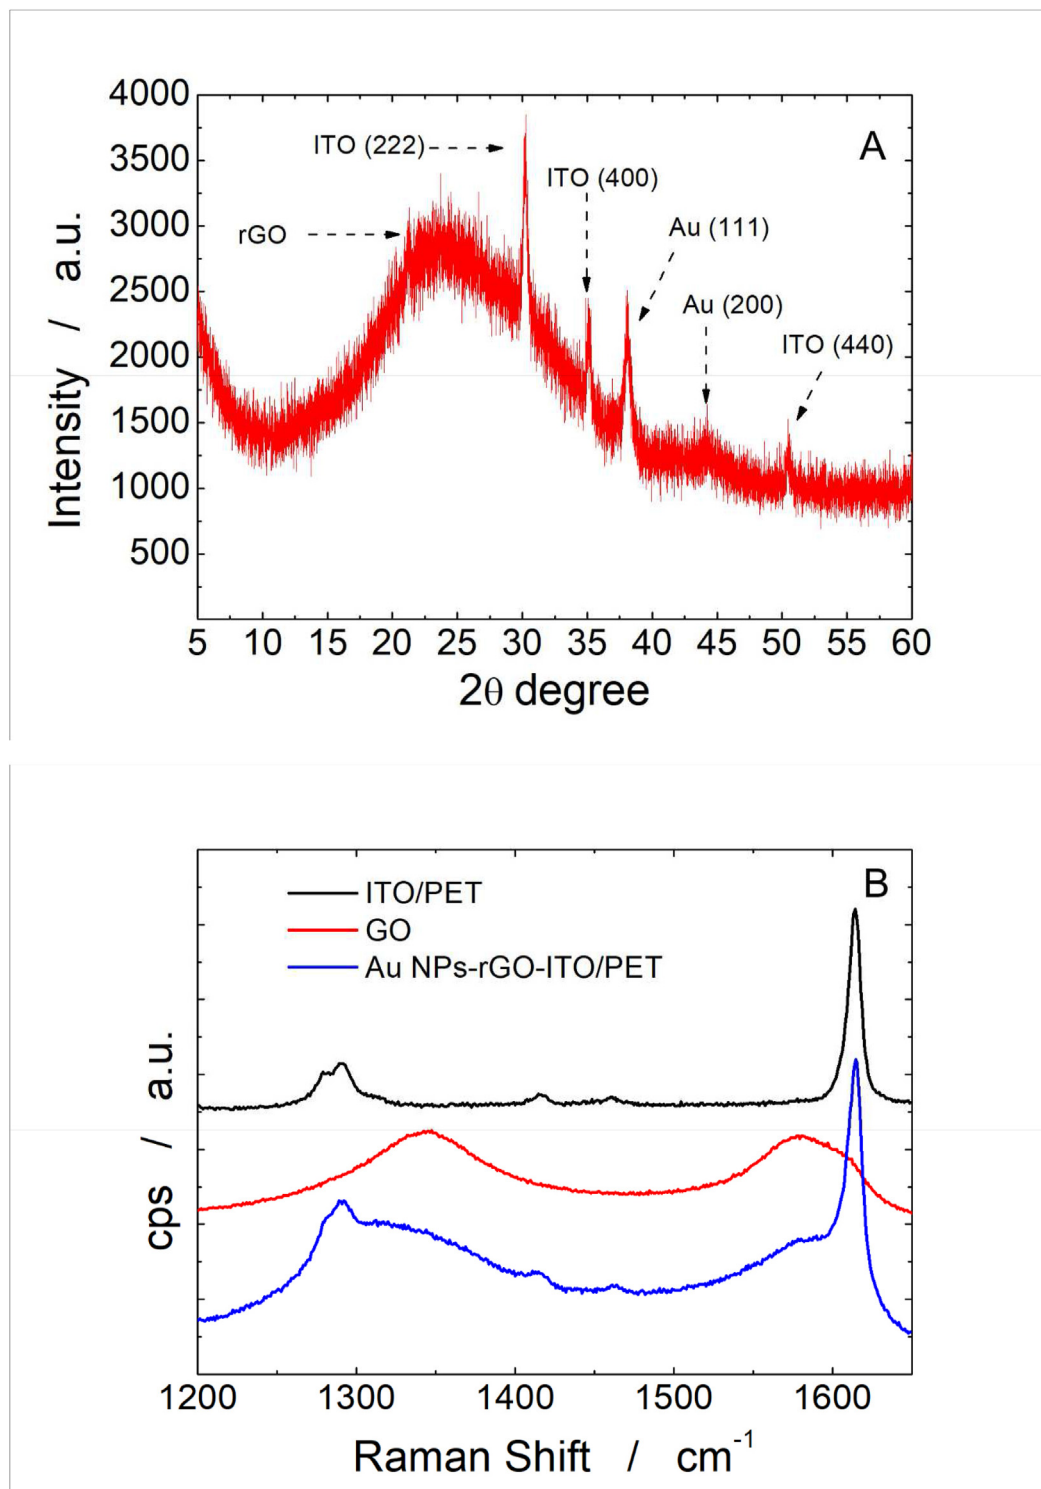 A
4000
3500
3000
2500
2000
1500
1000
500
Intensity / a.u.
ITO (222)
ITO (400)
rGO
Au (111)
Au (200)
ITO (440)
5 10 15 20 25 30 35 40 45 50 55 60
2θ degree
B
ITO/PET
GO
Au NPs-rGO-ITO/PET
cps / a.u.
1200 1300 1400 1500 1600
Raman Shift / cm⁻¹